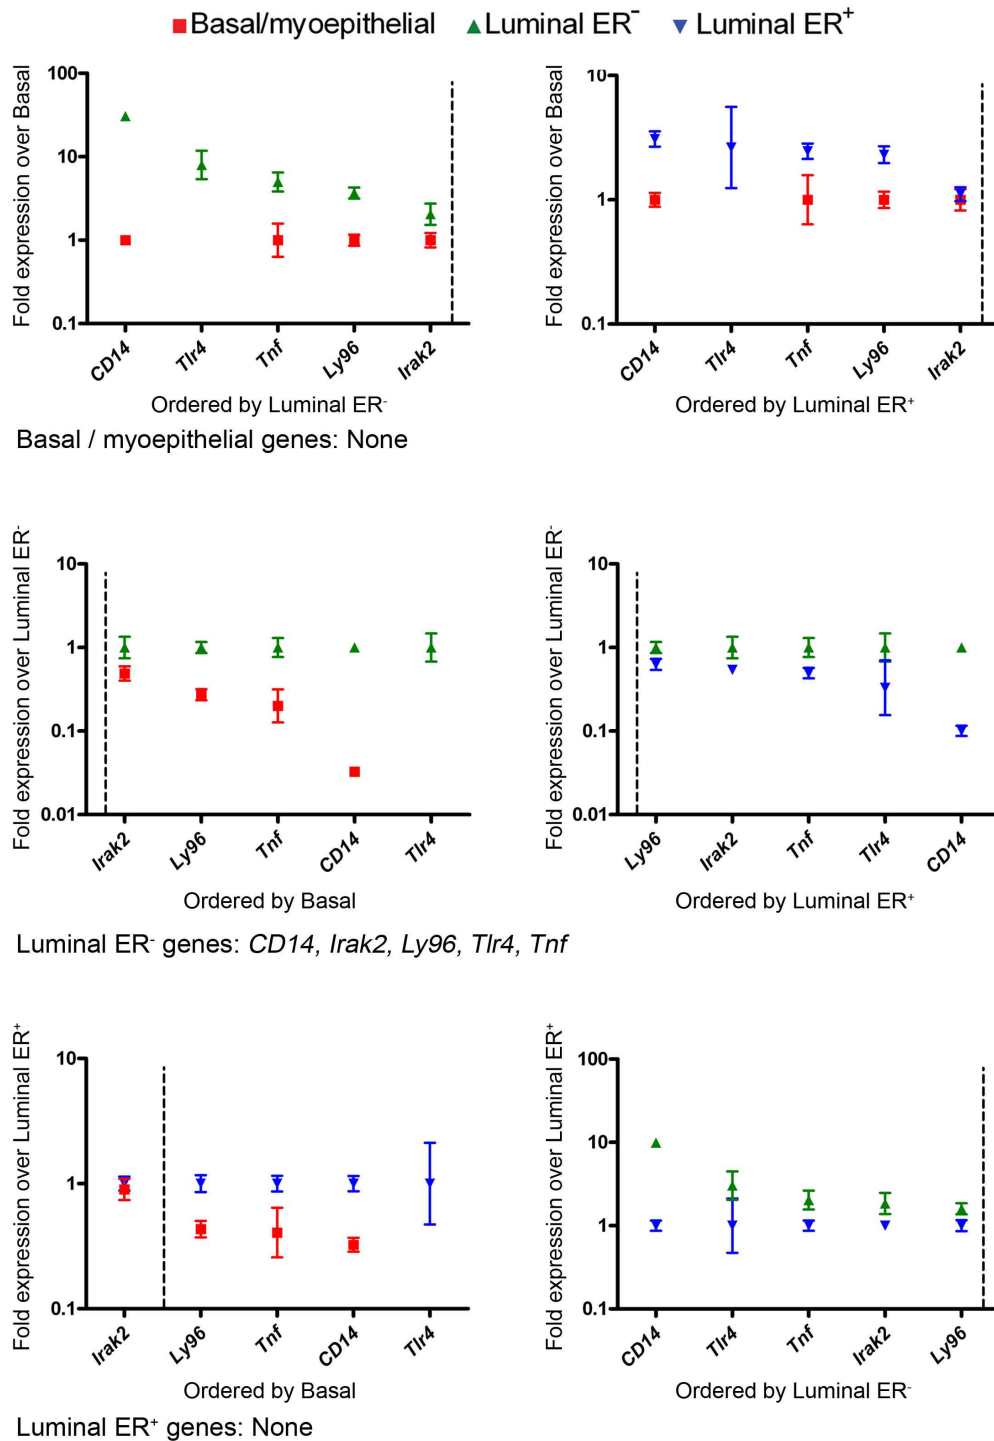 Basal/myoepithelial Luminal ER⁻ Luminal ER⁺
Fold expression over Basal
100
10
1
0.1
CD14 Tlr4 Tnf Ly96 Irak2
Ordered by Luminal ER⁻
Fold expression over Basal
10
1
0.1
CD14 Tlr4 Tnf Ly96 Irak2
Ordered by Luminal ER⁺
Basal / myoepithelial genes: None
Fold expression over Luminal ER⁻
10
1
0.1
0.01
Irak2 Ly96 Tnf CD14 Tlr4
Ordered by Basal
Fold expression over Luminal ER⁻
10
1
0.1
0.01
Ly96 Irak2 Tnf Tlr4 CD14
Ordered by Luminal ER⁺
Luminal ER⁻ genes: CD14, Irak2, Ly96, Tlr4, Tnf
Fold expression over Luminal ER⁺
10
1
0.1
Irak2 Ly96 Tnf CD14 Tlr4
Ordered by Basal
Fold expression over Luminal ER⁺
100
10
1
0.1
CD14 Tlr4 Tnf Irak2 Ly96
Ordered by Luminal ER⁻
Luminal ER⁺ genes: None